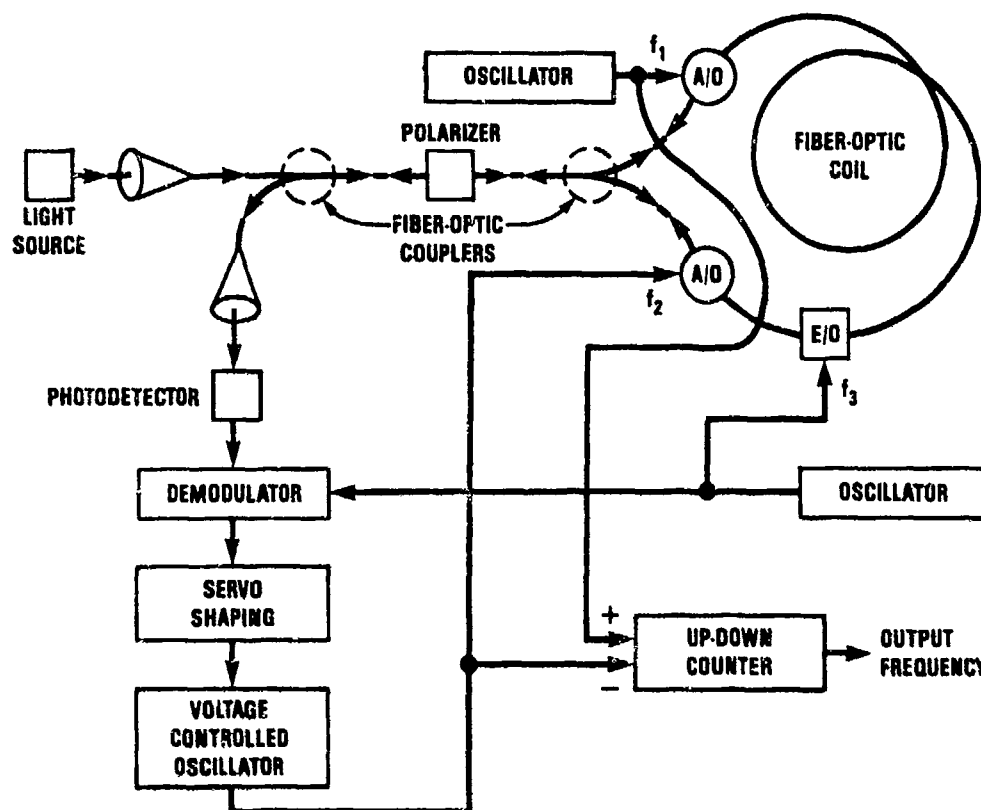 OSCILLATOR
f1
A/O
POLARIZER
FIBER-OPTIC
COIL
LIGHT
SOURCE
FIBER-OPTIC
COUPLERS
A/O
f2
E/O
f3
PHOTODETECTOR
DEMODULATOR
OSCILLATOR
SERVO
SHAPING
+
UP-DOWN
COUNTER
−
OUTPUT
FREQUENCY
VOLTAGE
CONTROLLED
OSCILLATOR